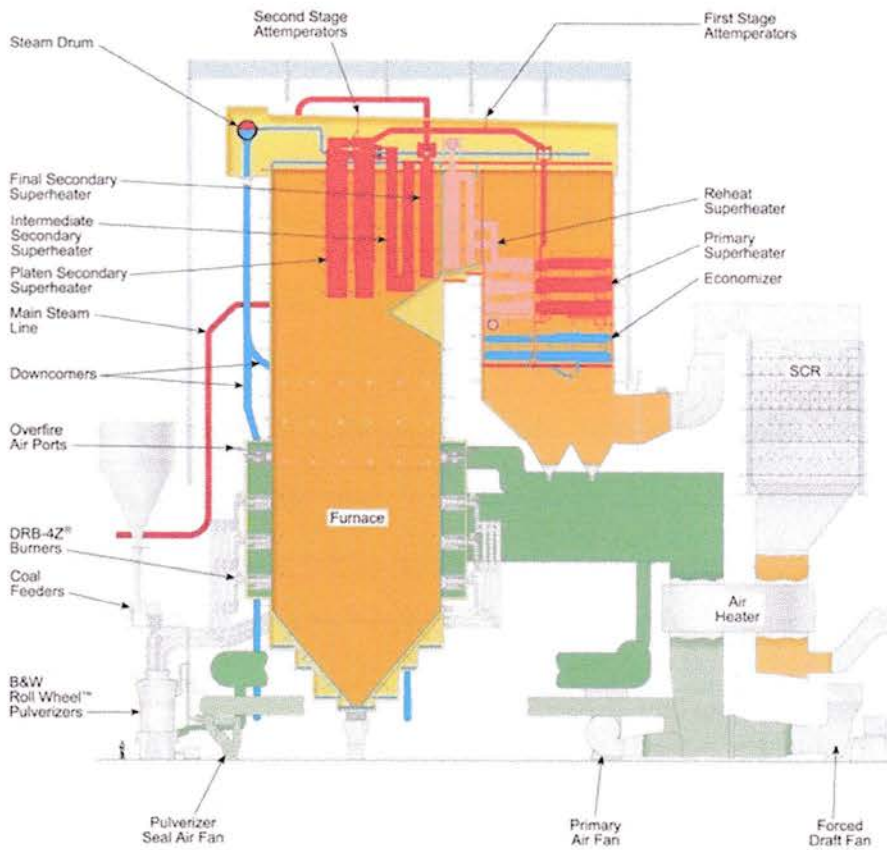 Second Stage
Attemperators
First Stage
Attemperators
Steam Drum
Final Secondary
Superheater
Intermediate
Secondary
Superheater
Platen Secondary
Superheater
Main Steam
Line
Downcomers
Overfire
Air Ports
DRB-4Z®
Burners
Coal
Feeders
B&W
Roll Wheel™
Pulverizers
Reheat
Superheater
Primary
Superheater
Economizer
SCR
Furnace
Air
Heater
Pulverizer
Seal Air Fan
Primary
Air Fan
Forced
Draft Fan